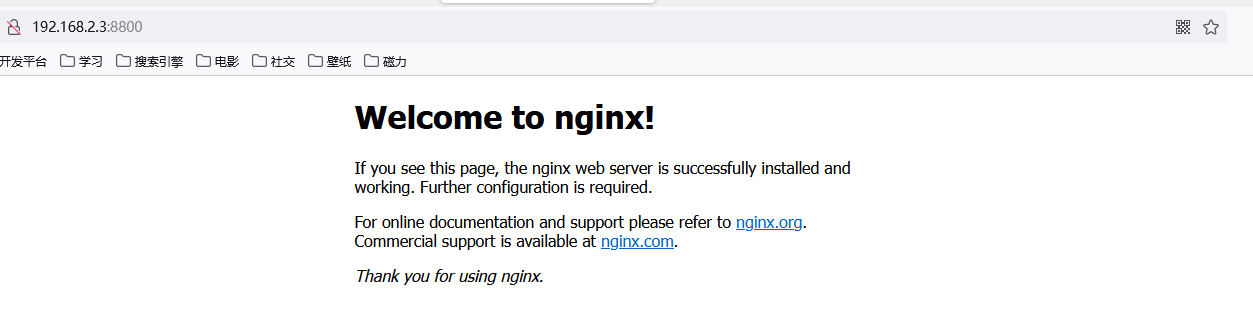 192.168.2.3:8800
开发平台 学习 搜索引擎 电影 社交 壁纸 磁力
Welcome to nginx!
If you see this page, the nginx web server is successfully installed and
working. Further configuration is required.
For online documentation and support please refer to nginx.org.
Commercial support is available at nginx.com.
Thank you for using nginx.